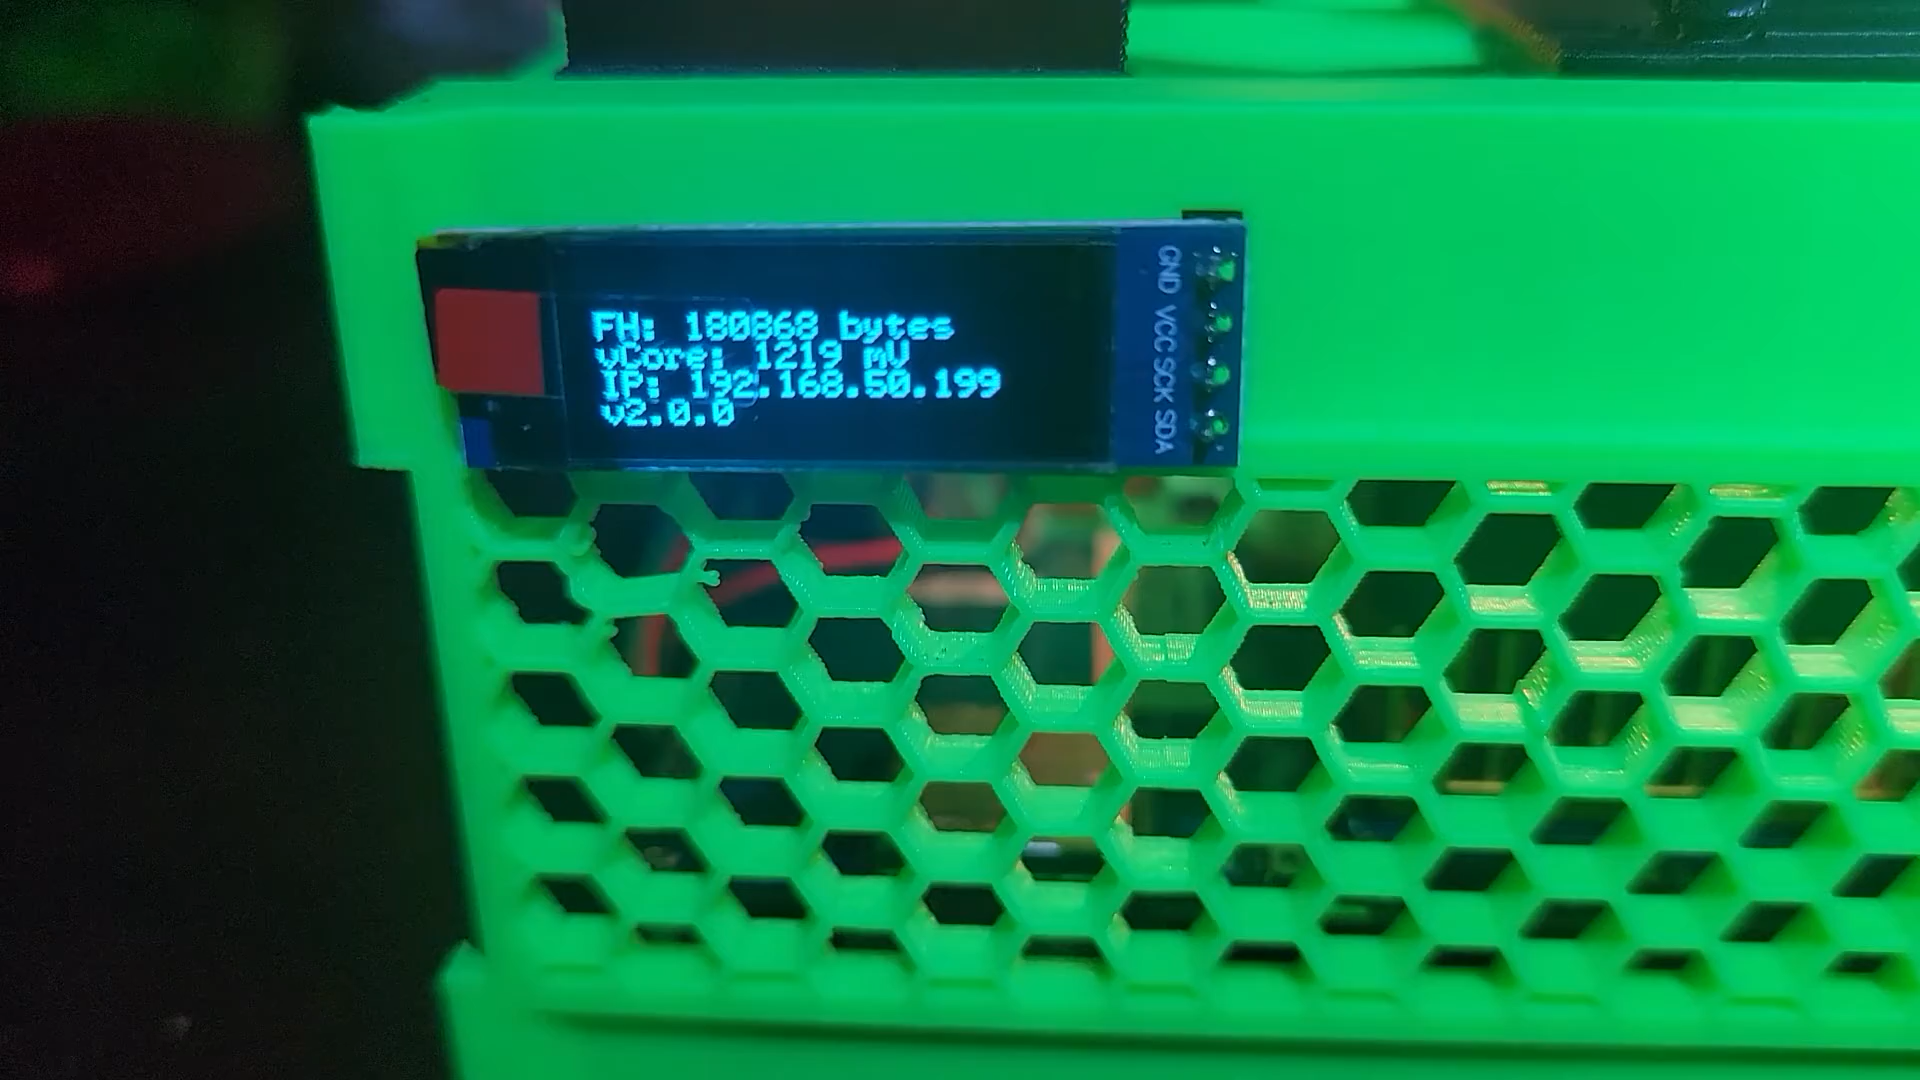 FH: 180868 bytes
vCore: 1219 mV
IP: 192.168.50.199
v2.0.0
GND VCC SCK SDA